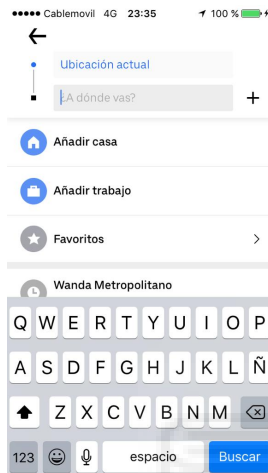 Cablemovil 4G 23:35 100 %
Ubicación actual
¿A dónde vas?
Añadir casa
Añadir trabajo
Favoritos
Wanda Metropolitano
Q W E R T Y U I O P
A S D F G H J K L Ñ
Z X C V B N M
123 espacio Buscar